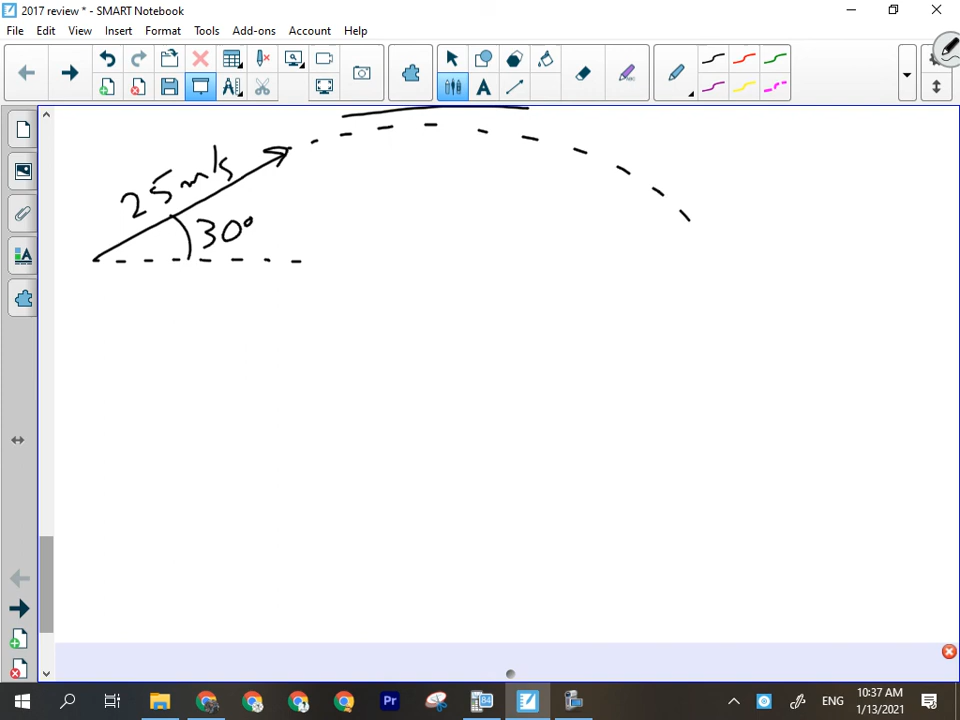 2017 review * - SMART Notebook
File Edit View Insert Format Tools Add-ons Account Help
25 m/s
30°
Pr
ENG
10:37 AM
1/13/2021